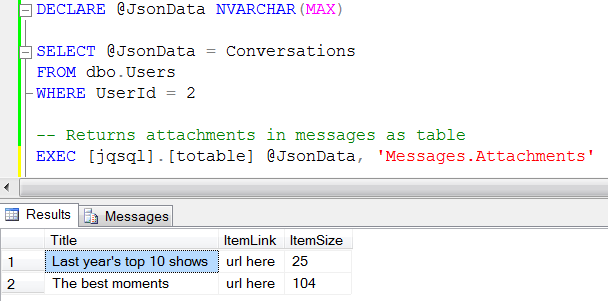 DECLARE @JsonData NVARCHAR(MAX)
SELECT @JsonData = Conversations
FROM dbo.Users
WHERE UserId = 2
-- Returns attachments in messages as table
EXEC [jqsql].[totable] @JsonData, 'Messages.Attachments'
Results Messages
Title ItemLink ItemSize
1 Last year's top 10 shows url here 25
2 The best moments url here 104